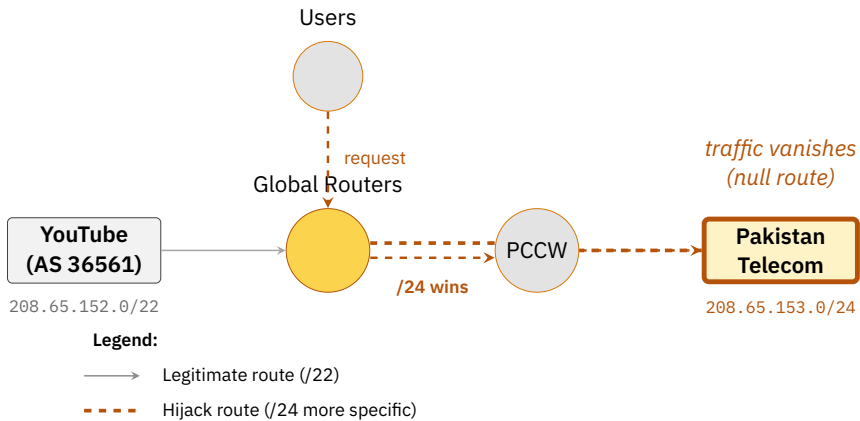 Users
request
Global Routers
traffic vanishes
(null route)
YouTube
(AS 36561)
208.65.152.0/22
/24 wins
PCCW
Pakistan
Telecom
208.65.153.0/24
Legend:
Legitimate route (/22)
Hijack route (/24 more specific)